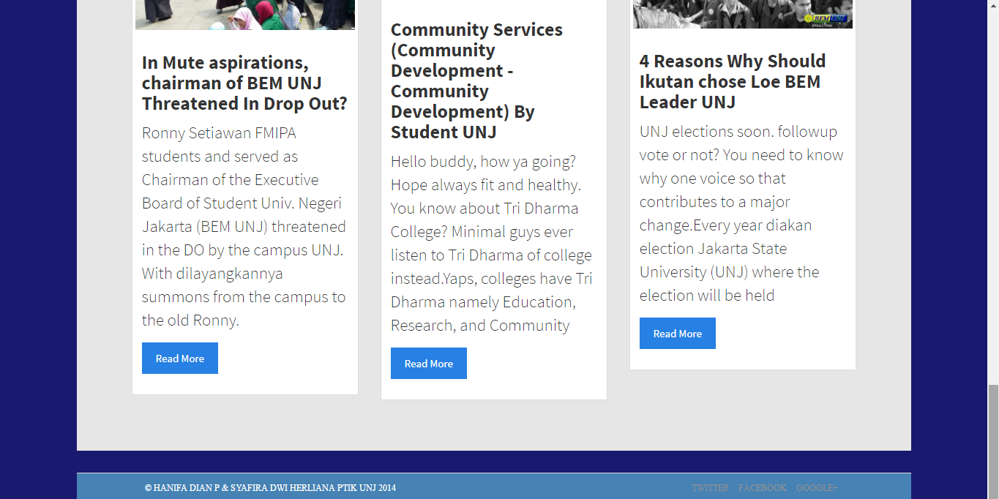 In Mute aspirations,
chairman of BEM UNJ
Threatened In Drop Out?
Ronny Setiawan FMIPA
students and served as
Chairman of the Executive
Board of Student Univ. Negeri
Jakarta (BEM UNJ) threatened
in the DO by the campus UNJ.
With dilayangkannya
summons from the campus to
the old Ronny.
Read More
Community Services
(Community
Development -
Community
Development) By
Student UNJ
Hello buddy, how ya going?
Hope always fit and healthy.
You know about Tri Dharma
College? Minimal guys ever
listen to Tri Dharma of college
instead.Yaps, colleges have Tri
Dharma namely Education,
Research, and Community
Read More
BEM UNJ
4 Reasons Why Should
Ikutan chose Loe BEM
Leader UNJ
UNJ elections soon. followup
vote or not? You need to know
why one voice so that
contributes to a major
change.Every year diakan
election Jakarta State
University (UNJ) where the
election will be held
Read More
© HANIFA DIAN P & SYAFIRA DWI HERLIANA PTIK UNJ 2014
TWITTER FACEBOOK GOOGLE+